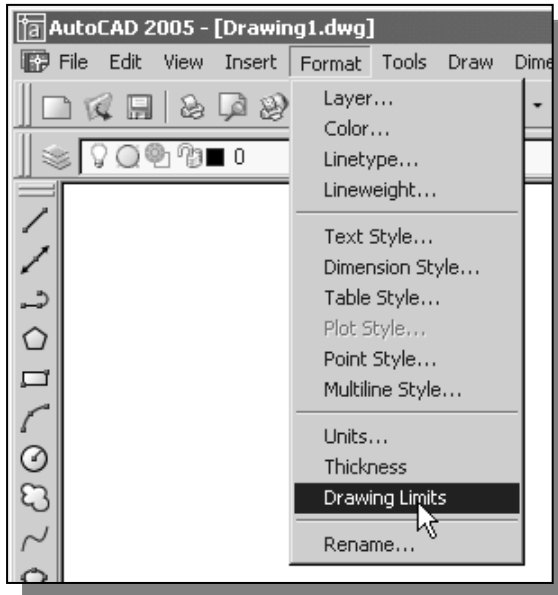 AutoCAD 2005 - [Drawing1.dwg]
File Edit View Insert Format Tools Draw Dime
0
Layer...
Color...
Linetype...
Lineweight...
Text Style...
Dimension Style...
Table Style...
Plot Style...
Point Style...
Multiline Style...
Units...
Thickness
Drawing Limits
Rename...